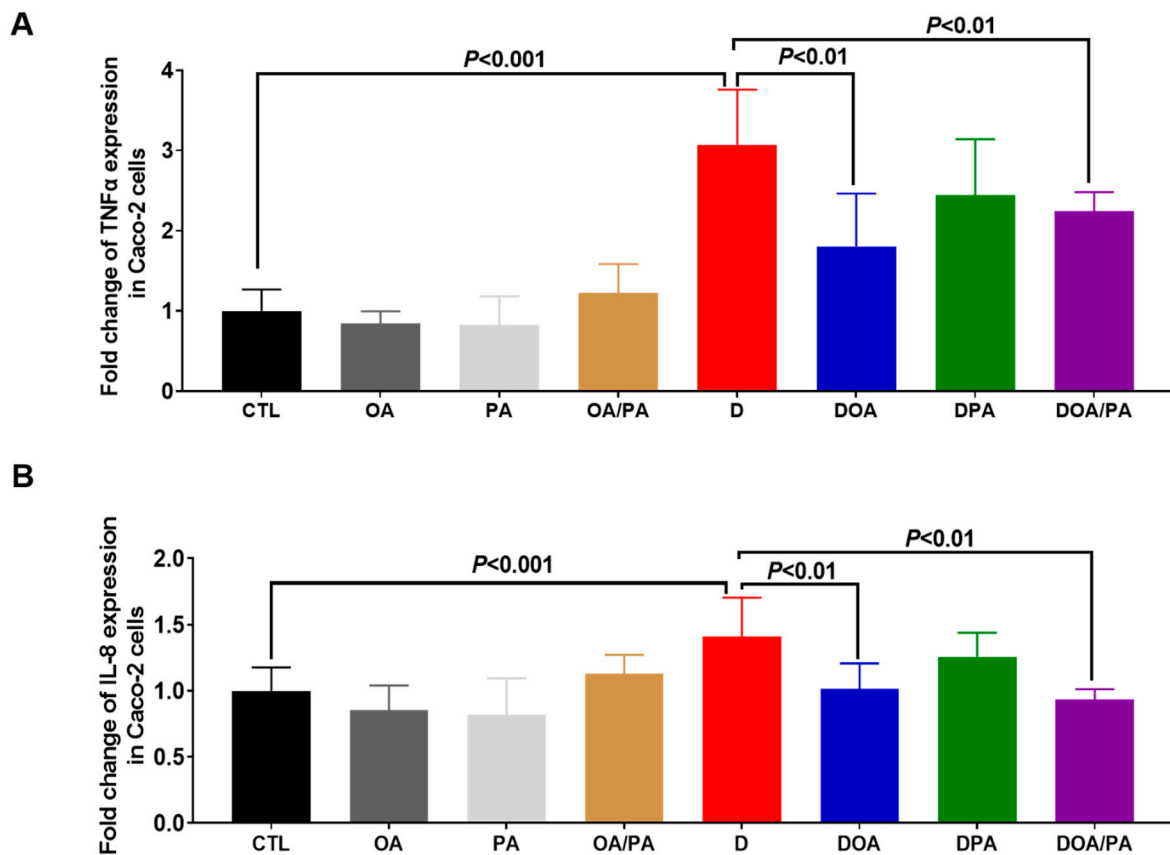 A
P<0.01
P<0.001
P<0.01
Fold change of TNFα expression
in Caco-2 cells
4
3
2
1
0
CTL OA PA OA/PA D DOA DPA DOA/PA
B
P<0.01
P<0.001
P<0.01
Fold change of IL-8 expression
in Caco-2 cells
2.0
1.5
1.0
0.5
0.0
CTL OA PA OA/PA D DOA DPA DOA/PA